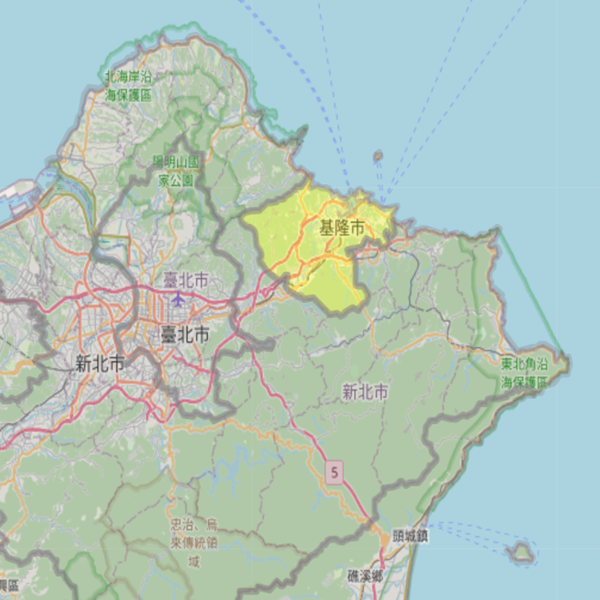 北海岸沿
海保護區
陽明山國
家公園
基隆市
臺北市
臺北市
新北市
東北角沿
海保護區
新北市
5
忠治、烏
來傳統領
域
頭城鎮
礁溪鄉